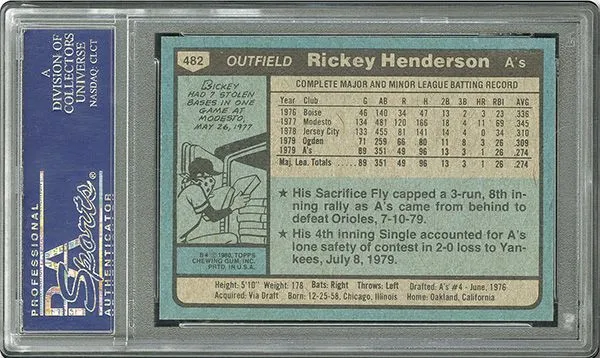 A
DIVISION OF
COLLECTORS
UNIVERSE
NASDAQ: CLCT
PROFESSIONAL
PSA
Sports®
AUTHENTICATOR
482 OUTFIELD Rickey Henderson A's
RICKEY
HAD 7 STOLEN
BASES IN ONE
GAME AT
MODESTO,
MAY 26, 1977
B* © 1980, TOPPS
CHEWING GUM, INC.
PRTD. IN U.S.A.
COMPLETE MAJOR AND MINOR LEAGUE BATTING RECORD
Year Club G AB R H 2B 3B HR RBI AVG
1976 Boise 46 140 34 47 13 2 3 23 .336
1977 Modesto 134 481 120 166 18 4 11 69 .345
1978 Jersey City 133 455 81 141 14 4 0 34 .310
1979 Ogden 71 259 66 80 11 8 3 26 .309
1979 A's 89 351 49 96 13 3 1 26 .274
Maj. Lea. Totals 89 351 49 96 13 3 1 26 .274
★ His Sacrifice Fly capped a 3-run, 8th in-
ning rally as A's came from behind to
defeat Orioles, 7-10-79.
★ His 4th inning Single accounted for A's
lone safety of contest in 2-0 loss to Yan-
kees, July 8, 1979.
Height: 5'10" Weight: 178 Bats: Right Throws: Left Drafted: A's #4 - June, 1976
Acquired: Via Draft Born: 12-25-58, Chicago, Illinois Home: Oakland, California